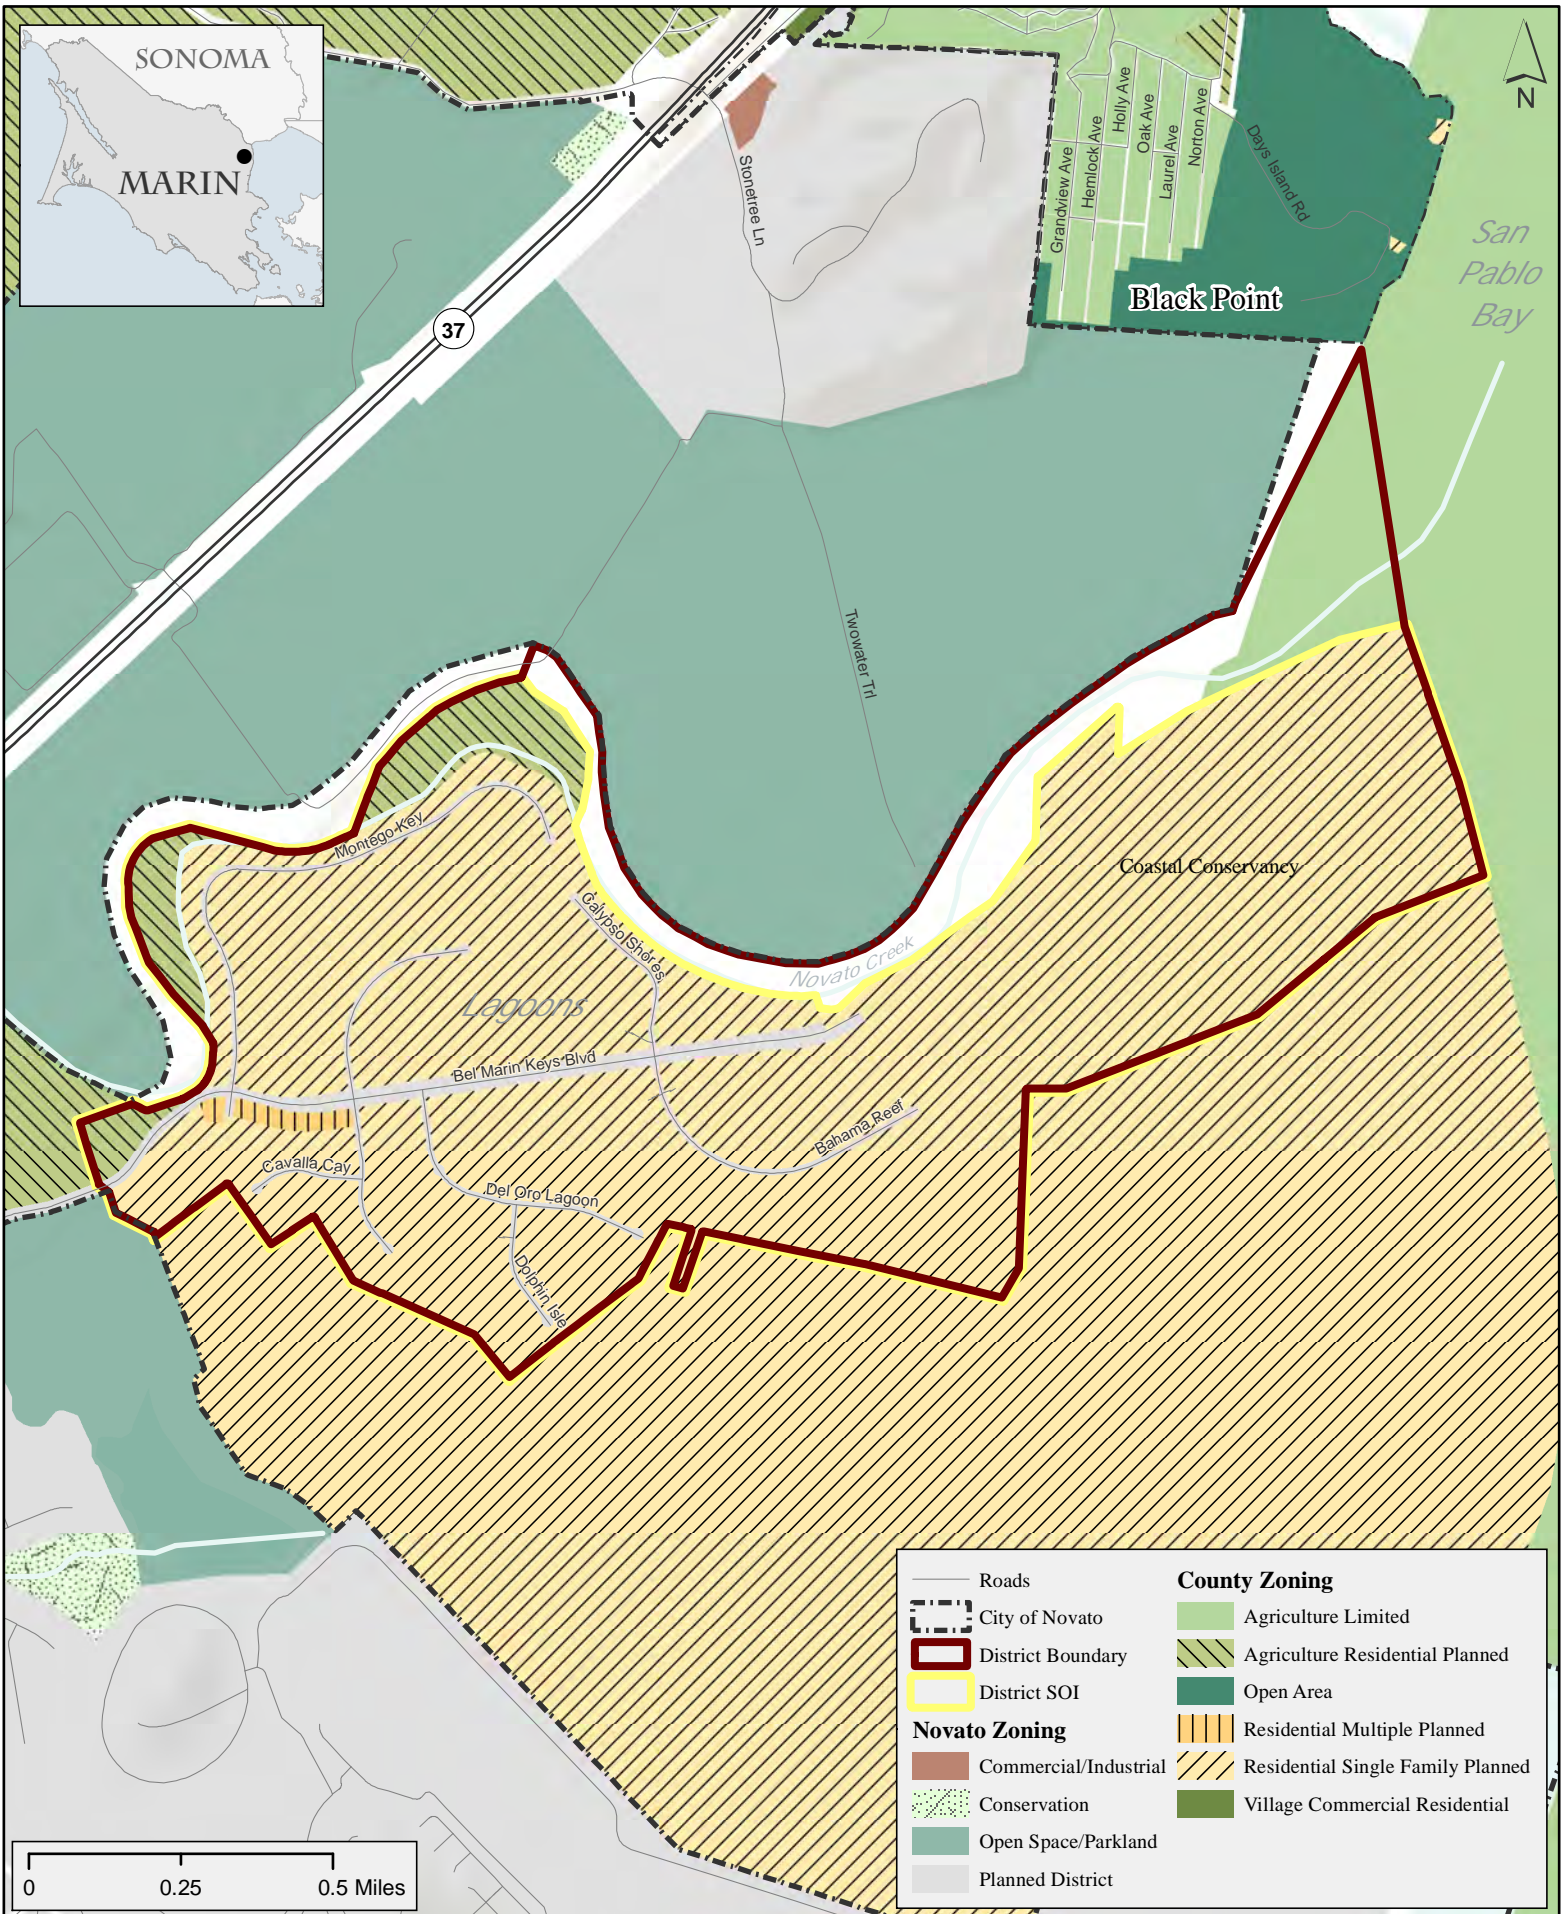 SONOMA
MARIN
N
Holly Ave
Oak Ave
Norton Ave
Hemlock Ave
Laurel Ave
Grandview Ave
Days Island Rd
Stonetree Ln
San
Pablo
Bay
Black Point
37
Twowater Trl
Montego Key
Coastal Conservancy
Calypso Shores
Novato Creek
Lagoons
Bel Marin Keys Blvd
Bahama Reef
Cavalla Cay
Del Oro Lagoon
Dolphin Isle
Roads
City of Novato
District Boundary
District SOI
Novato Zoning
Commercial/Industrial
Conservation
Open Space/Parkland
Planned District
County Zoning
Agriculture Limited
Agriculture Residential Planned
Open Area
Residential Multiple Planned
Residential Single Family Planned
Village Commercial Residential
0 0.25 0.5 Miles